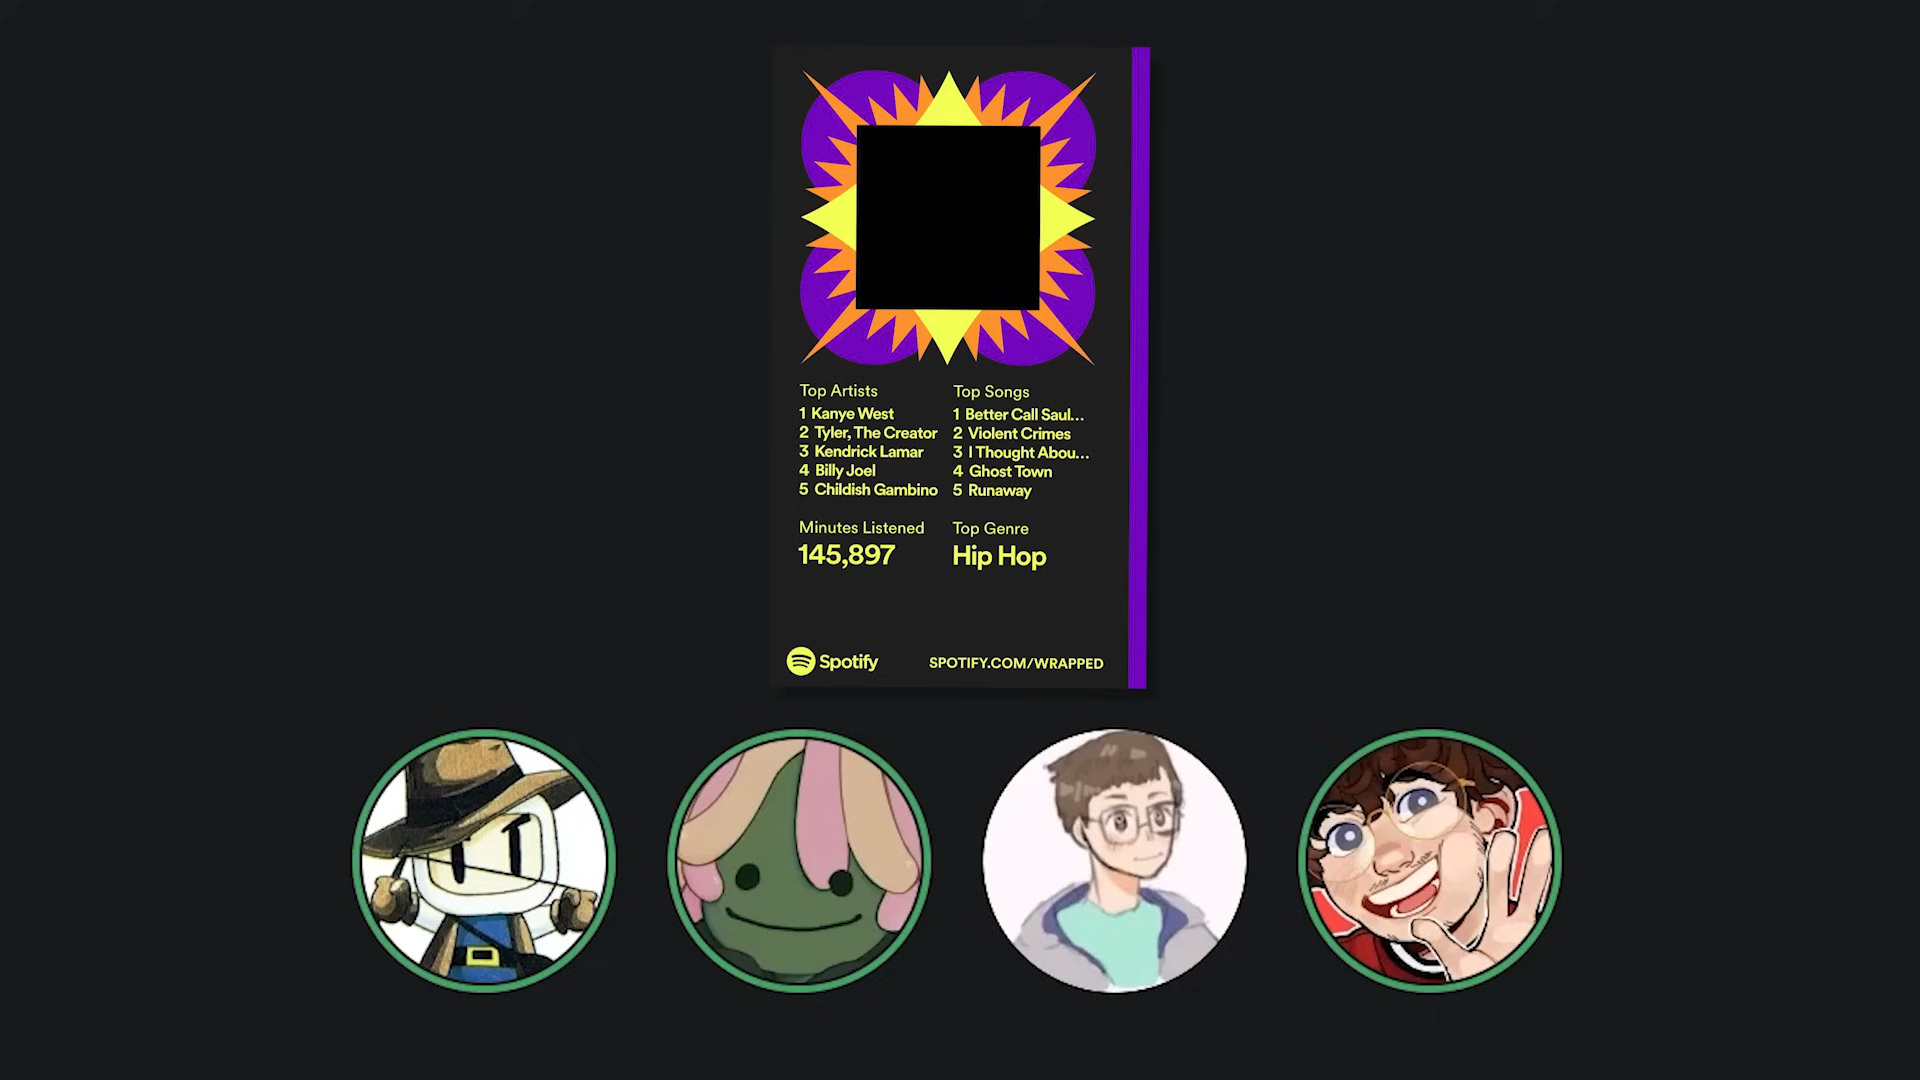 Top Artists
1 Kanye West
2 Tyler, The Creator
3 Kendrick Lamar
4 Billy Joel
5 Childish Gambino
Top Songs
1 Better Call Saul...
2 Violent Crimes
3 I Thought Abou...
4 Ghost Town
5 Runaway
Minutes Listened
145,897
Top Genre
Hip Hop
Spotify
SPOTIFY.COM/WRAPPED